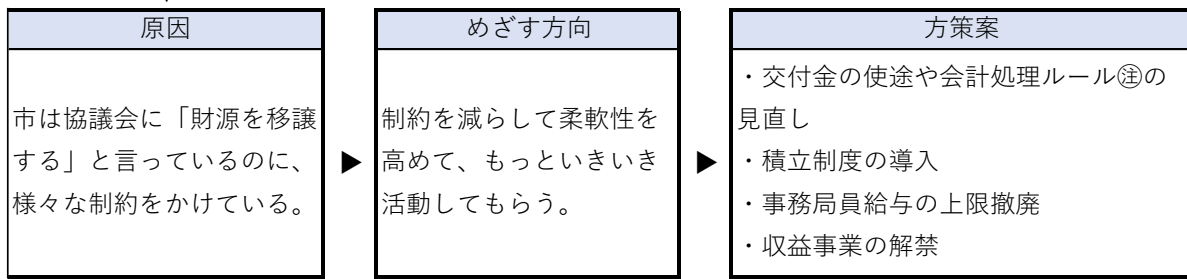 原因
市は協議会に「財源を移譲
する」と言っているのに、
様々な制約をかけている。
▶
めざす方向
制約を減らして柔軟性を
高めて、もっといきいき
活動してもらう。
▶
方策案
・交付金の使途や会計処理ルール㊟の
見直し
・積立制度の導入
・事務局員給与の上限撤廃
・収益事業の解禁